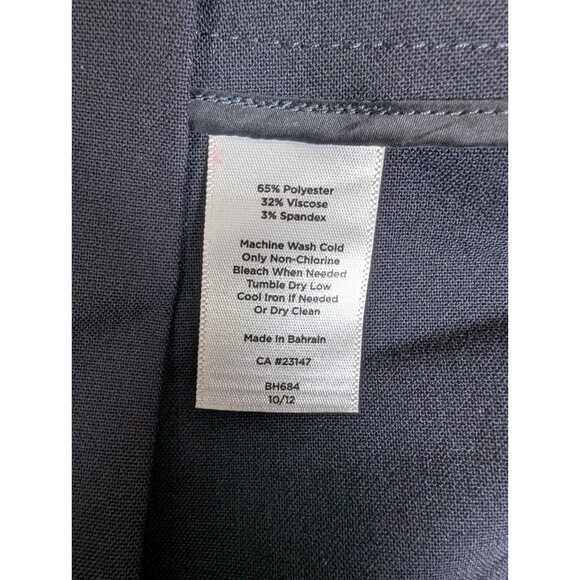 65% Polyester
32% Viscose
3% Spandex
Machine Wash Cold
Only Non-Chlorine
Bleach When Needed
Tumble Dry Low
Cool Iron If Needed
Or Dry Clean
Made In Bahrain
CA #23147
BH684
10/12